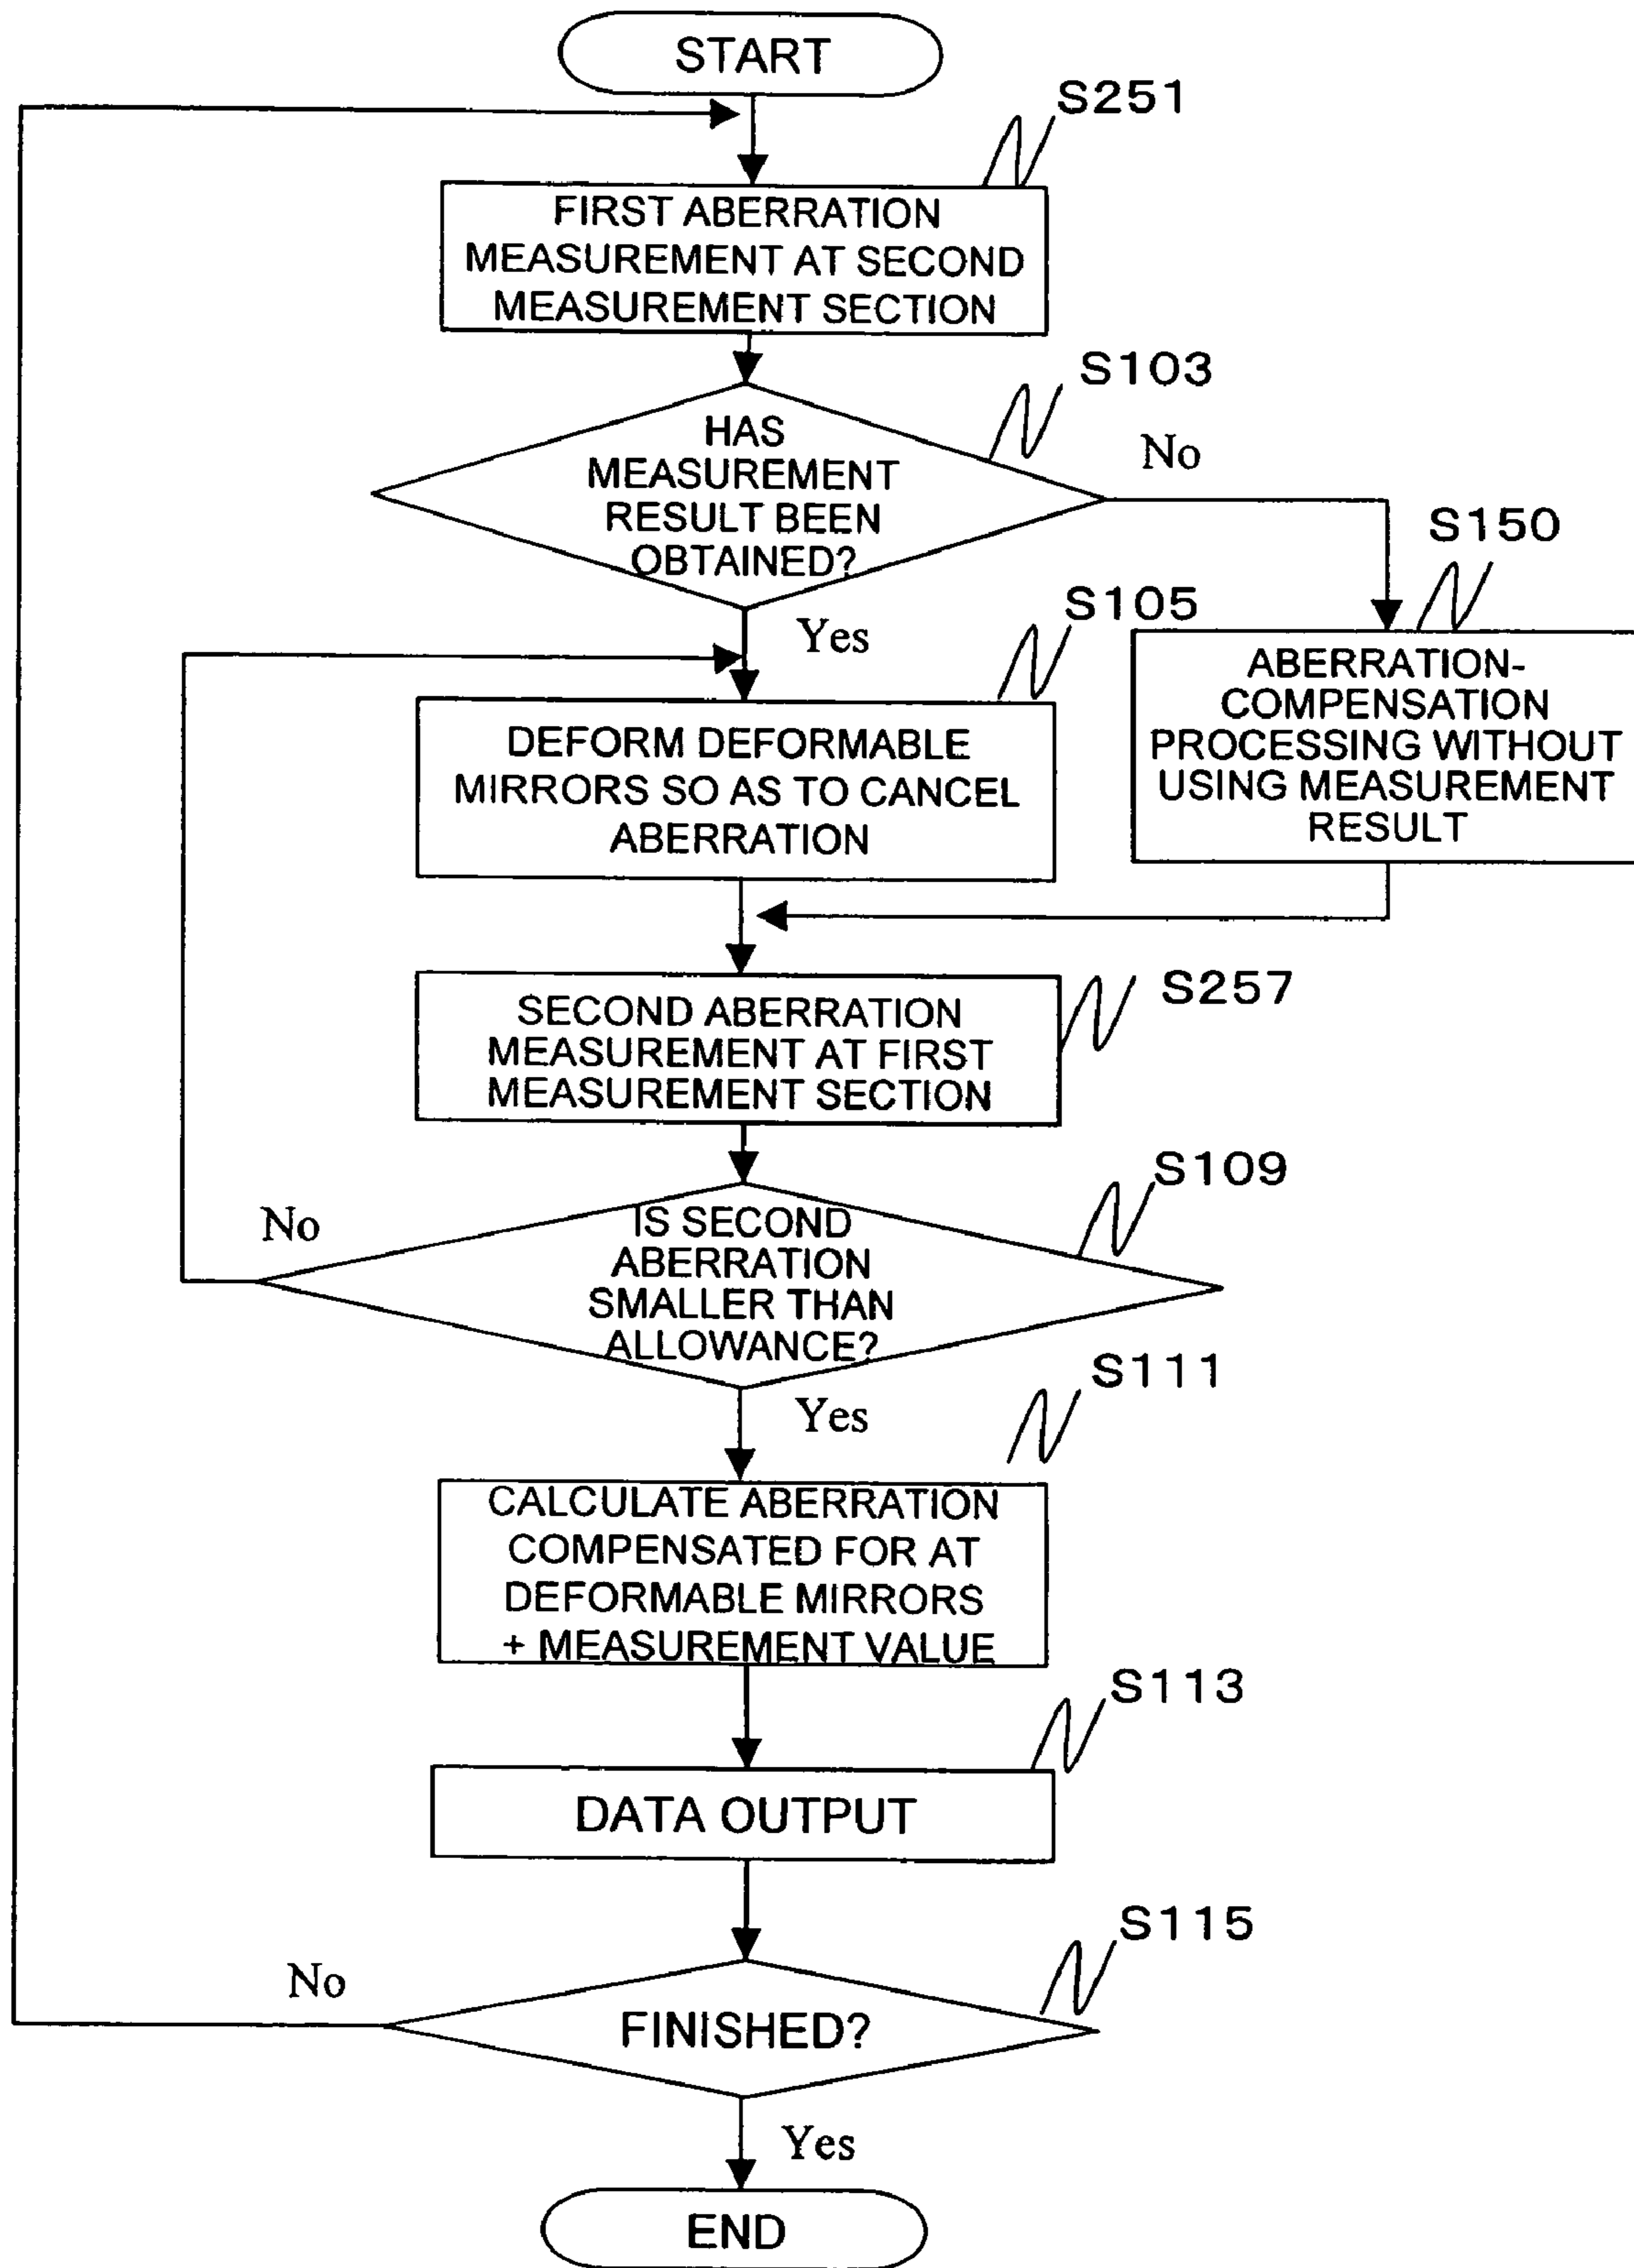 START
S251
FIRST ABERRATION
MEASUREMENT AT SECOND
MEASUREMENT SECTION
S103
HAS
MEASUREMENT
RESULT BEEN
OBTAINED?
No
S150
Yes
S105
ABERRATION-
COMPENSATION
PROCESSING WITHOUT
USING MEASUREMENT
RESULT
DEFORM DEFORMABLE
MIRRORS SO AS TO CANCEL
ABERRATION
S257
SECOND ABERRATION
MEASUREMENT AT FIRST
MEASUREMENT SECTION
S109
No
IS SECOND
ABERRATION
SMALLER THAN
ALLOWANCE?
S111
Yes
CALCULATE ABERRATION
COMPENSATED FOR AT
DEFORMABLE MIRRORS
+ MEASUREMENT VALUE
S113
DATA OUTPUT
S115
No
FINISHED?
Yes
END